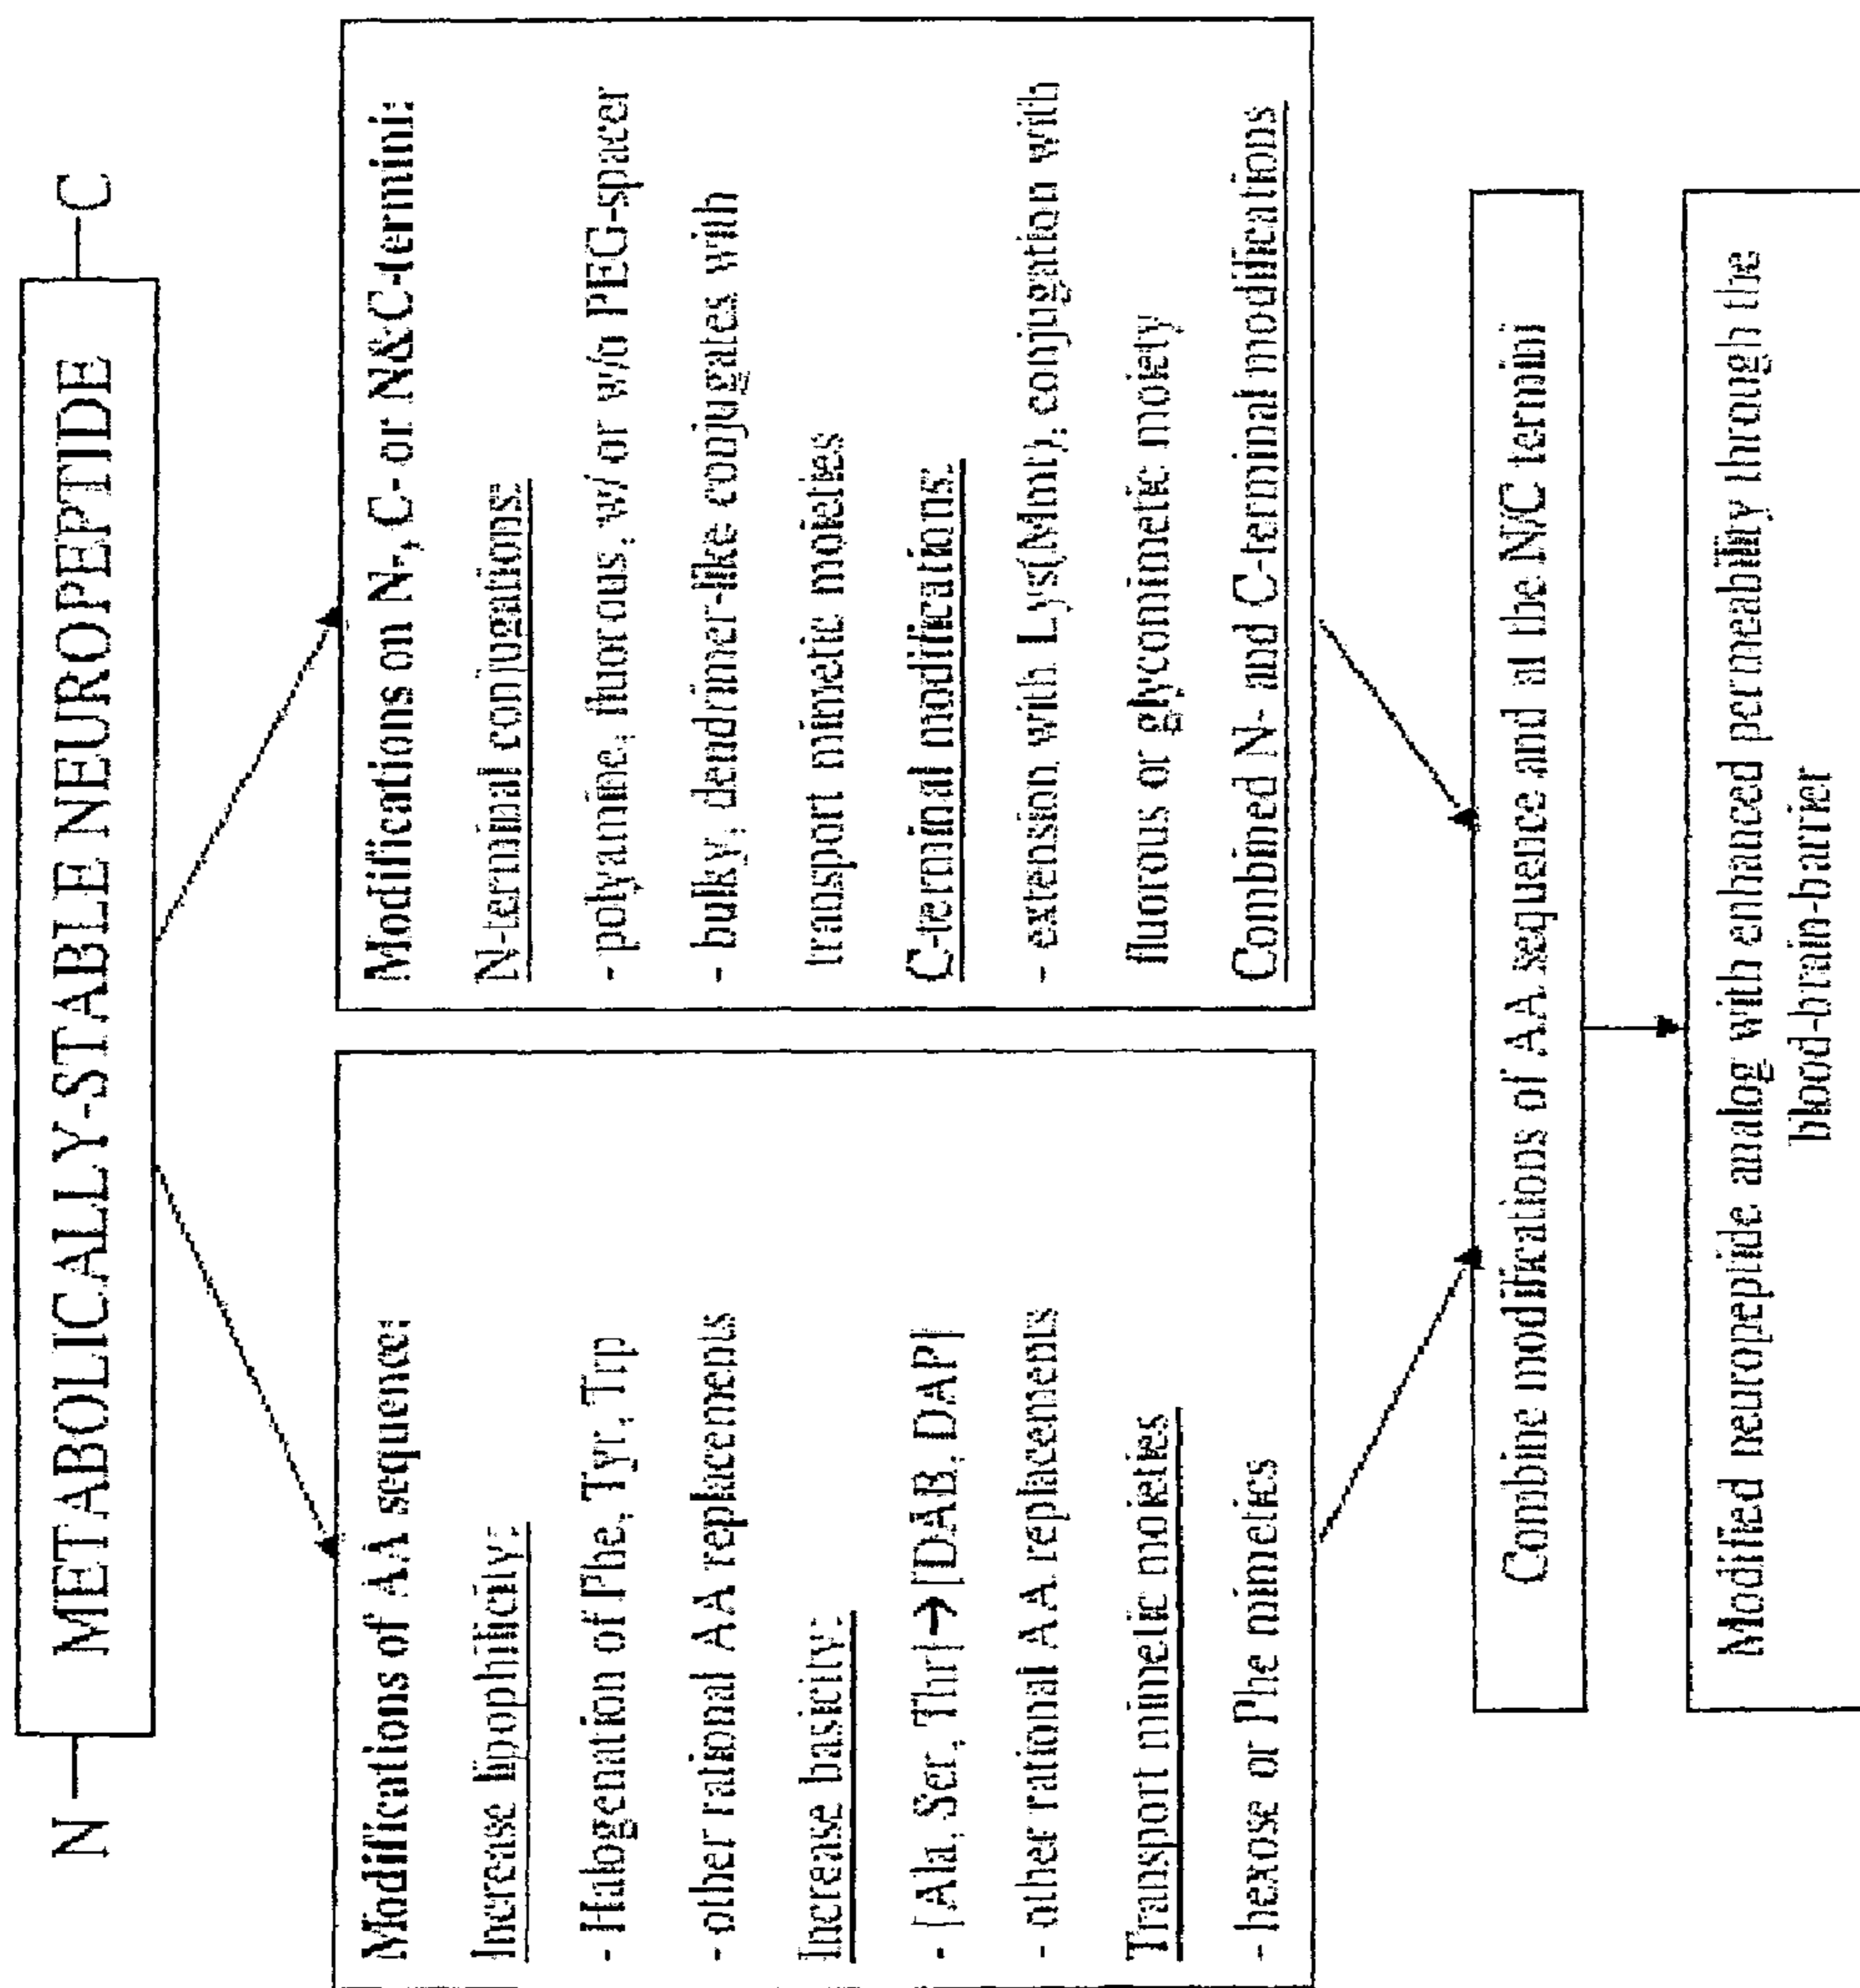 N — METABOLICALLY-STABLE NEUROPEPTIDE — C
Modifications of AA sequence:
Increase lipophilicity:
- Halogenation of Phe, Tyr, Trp
- other rational AA replacements
Increase basicity:
- [Ala, Ser, Thr] → [DAB, DAP]
- other rational AA replacements
Transport mimetic moieties
- hexose or Phe mimetics
Modifications on N-, C- or N&C-termini:
N-terminal conjugations:
- polyamine, fluorous, w/ or w/o PEG-spacer
- bulky, dendrimer-like conjugates with
transport mimetic moieties
C-terminal modifications:
- extension with Lys(Mmt), conjugation with
fluorous or glycomimetic moiety
Combined N- and C-terminal modifications
Combine modifications of AA sequence and at the N/C termini
Modified neuropeptide analog with enhanced permeability through the
blood-brain-barrier